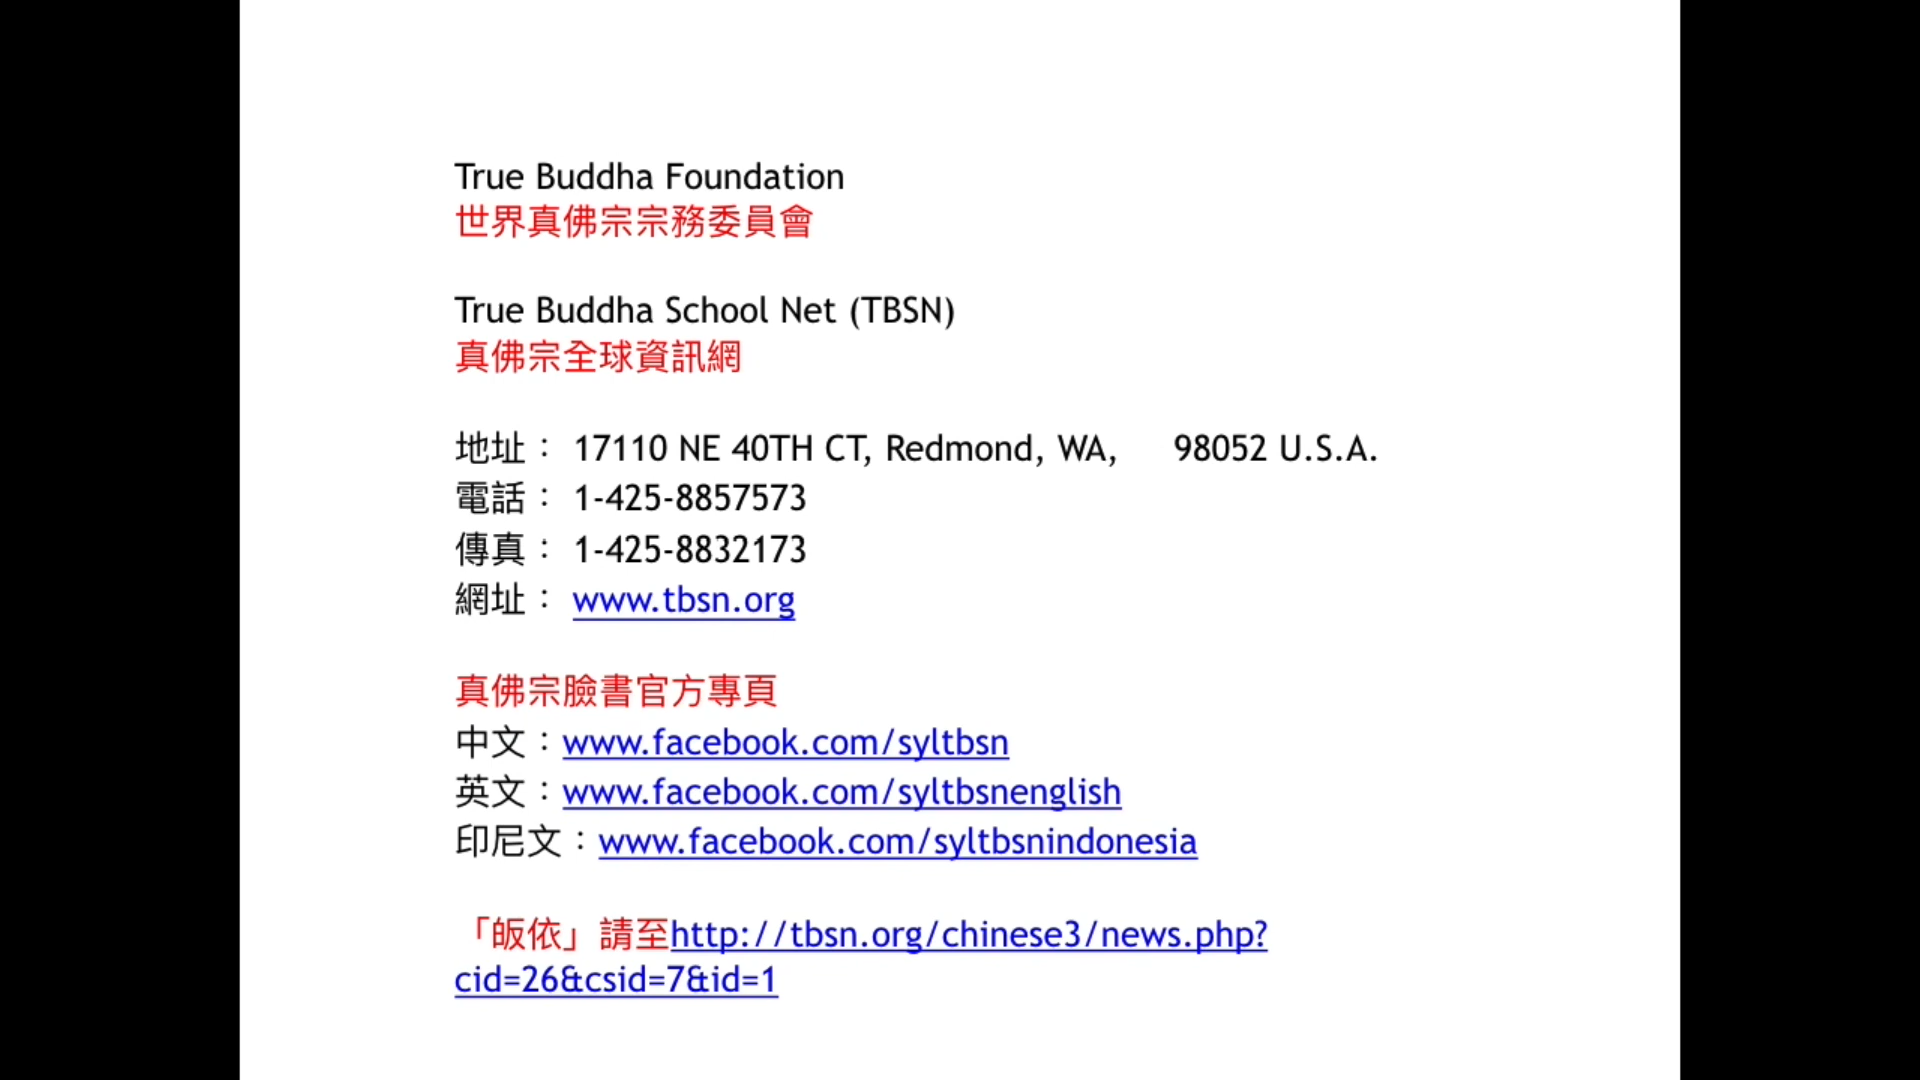 True Buddha Foundation
世界真佛宗宗務委員會
True Buddha School Net (TBSN)
真佛宗全球資訊網
地址： 17110 NE 40TH CT, Redmond, WA, 98052 U.S.A.
電話： 1-425-8857573
傳真： 1-425-8832173
網址： www.tbsn.org
真佛宗臉書官方專頁
中文：www.facebook.com/syltbsn
英文：www.facebook.com/syltbsnenglish
印尼文：www.facebook.com/syltbsnindonesia
「皈依」請至http://tbsn.org/chinese3/news.php?
cid=26&csid=7&id=1